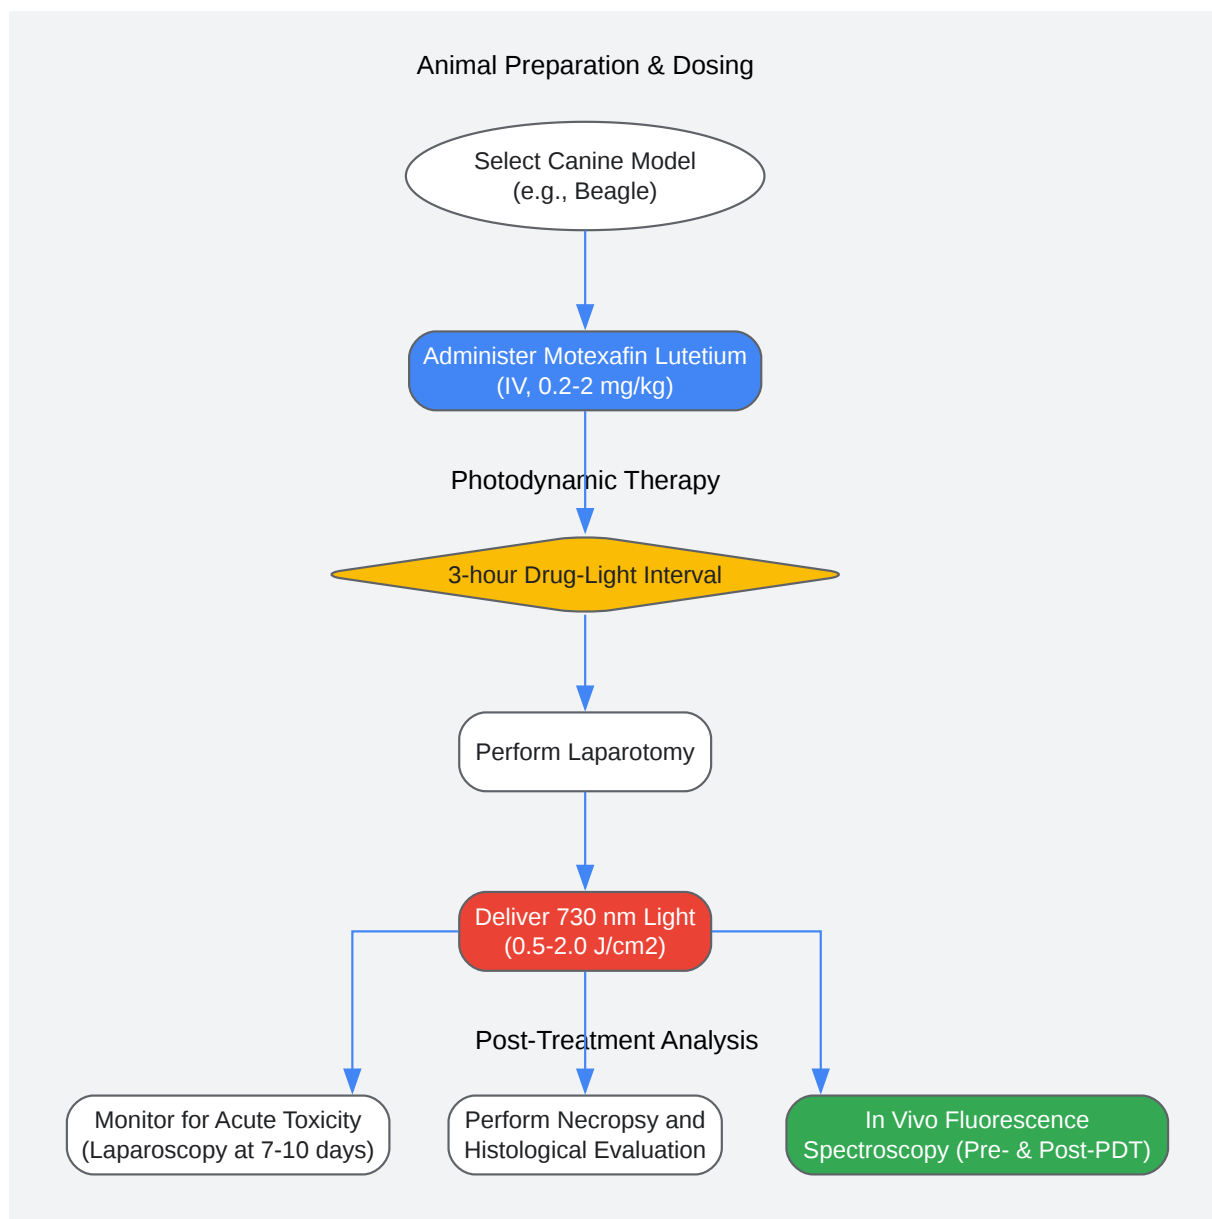 Animal Preparation & Dosing
Select Canine Model
(e.g., Beagle)
Administer Motexafin Lutetium
(IV, 0.2-2 mg/kg)
Photodynamic Therapy
3-hour Drug-Light Interval
Perform Laparotomy
Deliver 730 nm Light
(0.5-2.0 J/cm2)
Post-Treatment Analysis
Monitor for Acute Toxicity
(Laparoscopy at 7-10 days)
Perform Necropsy and
Histological Evaluation
In Vivo Fluorescence
Spectroscopy (Pre- & Post-PDT)